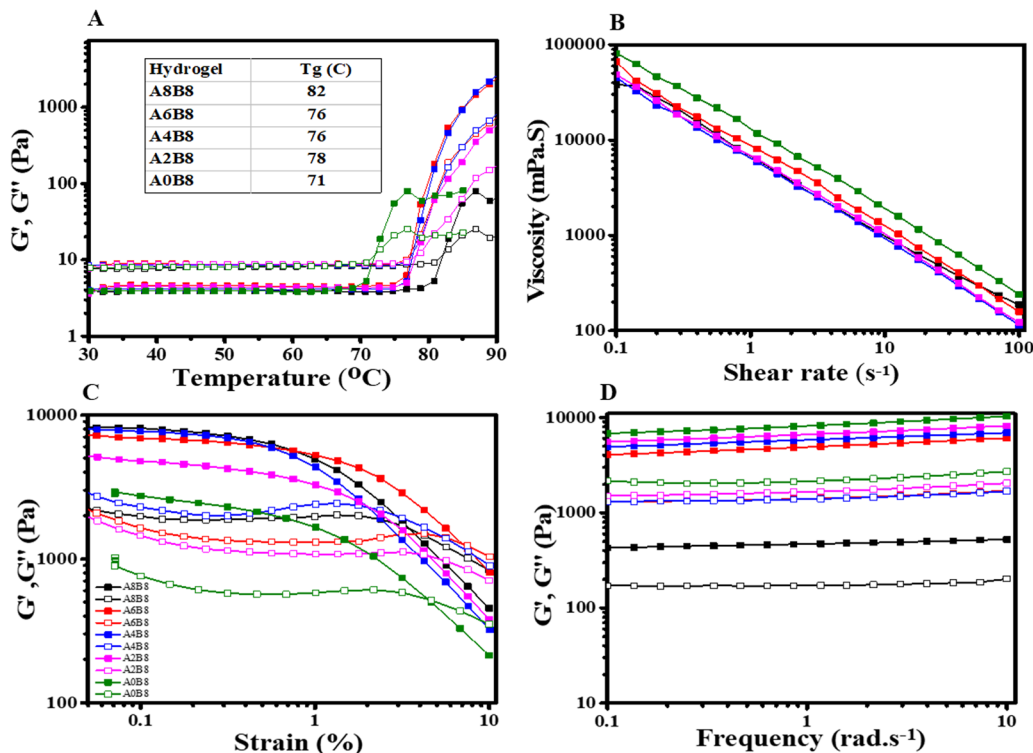 A
G', G'' (Pa)
1000
100
10
1
Hydrogel Tg (C)
A8B8 82
A6B8 76
A4B8 76
A2B8 78
A0B8 71
30 40 50 60 70 80 90
Temperature (⁰C)
B
Viscosity (mPa.S)
100000
10000
1000
100
0.1 1 10 100
Shear rate (s⁻¹)
C
G' ,G'' (Pa)
10000
1000
100
A8B8
A8B8
A6B8
A6B8
A4B8
A4B8
A2B8
A2B8
A0B8
A0B8
0.1 1 10
Strain (%)
D
G', G'' (Pa)
10000
1000
100
10
0.1 1 10
Frequency (rad.s⁻¹)